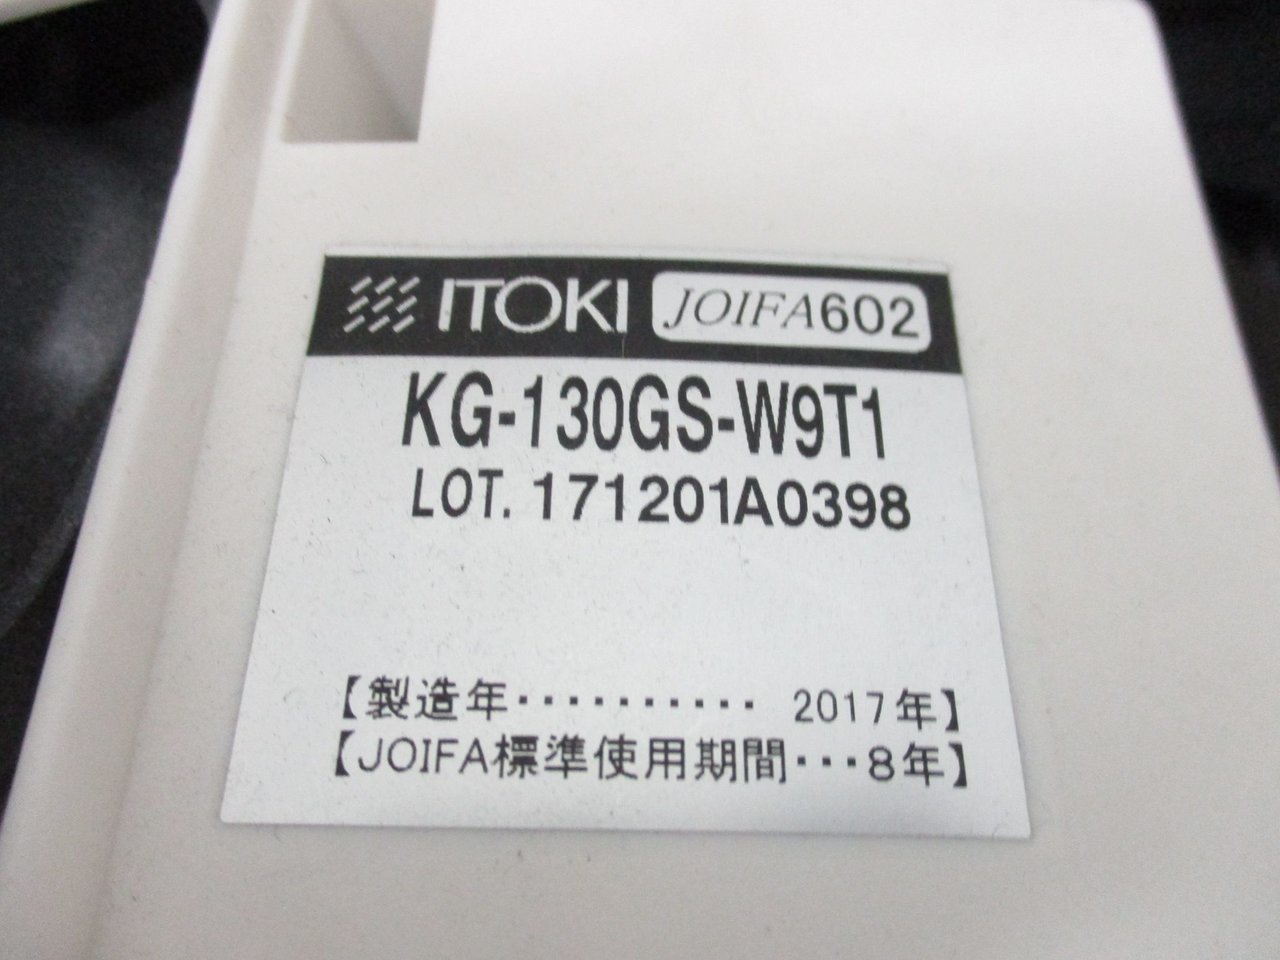 ITOKI JOIFA602
KG-130GS-W9T1
LOT. 171201A0398
【製造年・・・・・・・・・・ 2017年】
【JOIFA標準使用期間・・・8年】